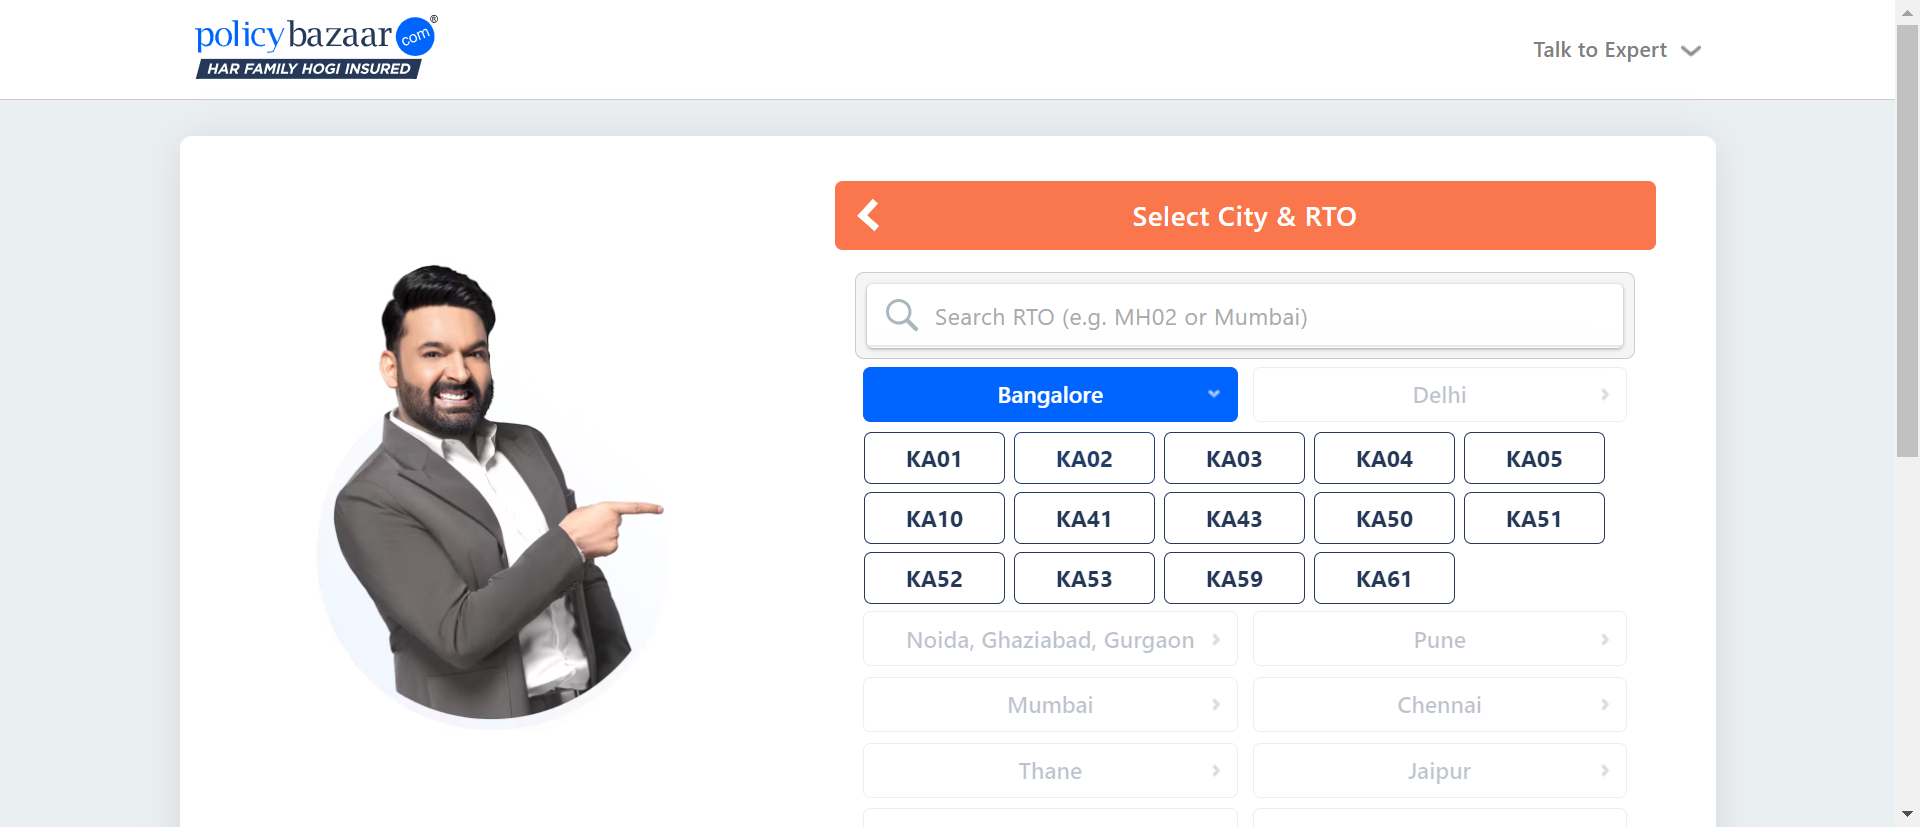 policybazaar com®
HAR FAMILY HOGI INSURED
Talk to Expert
Select City & RTO
Search RTO (e.g. MH02 or Mumbai)
Bangalore
Delhi
KA01 KA02 KA03 KA04 KA05
KA10 KA41 KA43 KA50 KA51
KA52 KA53 KA59 KA61
Noida, Ghaziabad, Gurgaon
Pune
Mumbai
Chennai
Thane
Jaipur